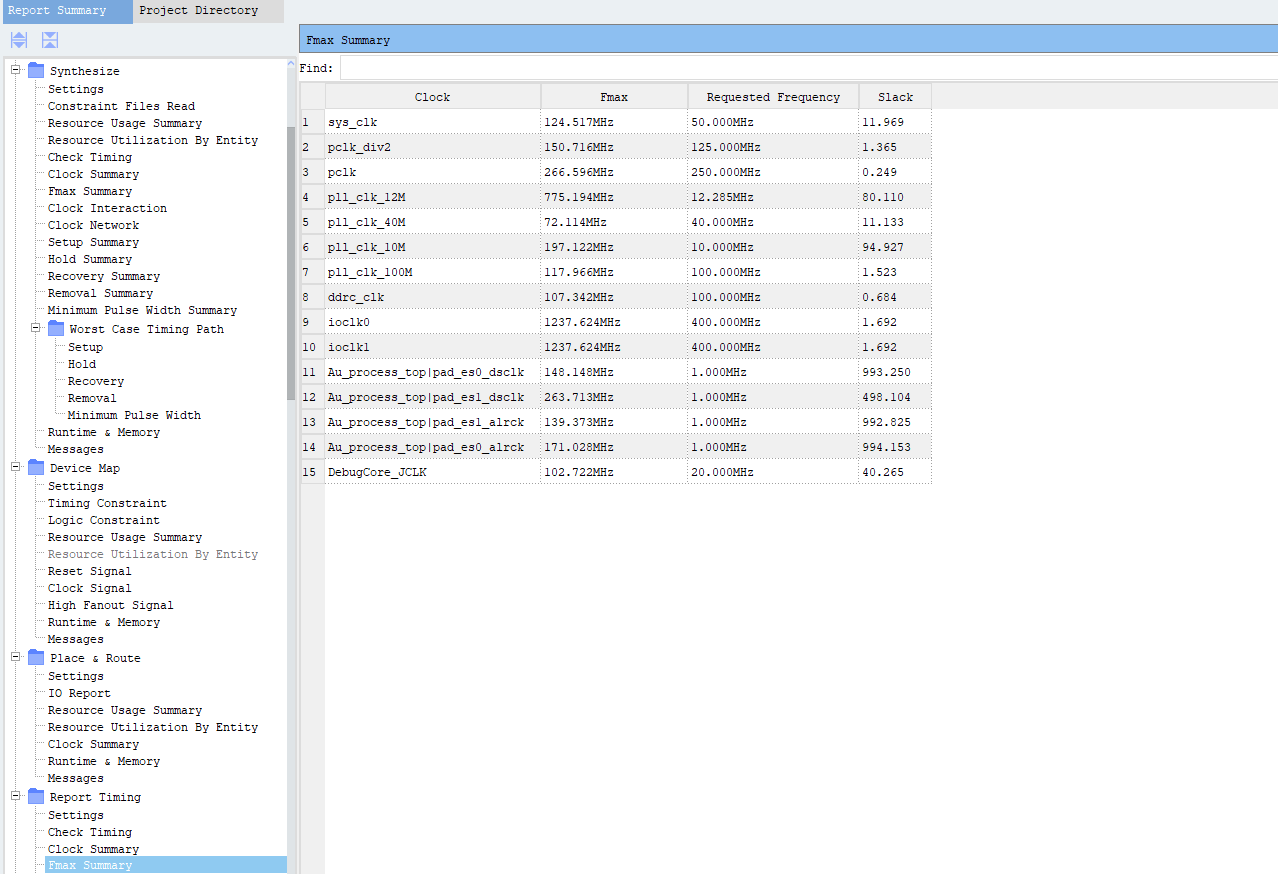 Report Summary Project Directory
Synthesize
Settings
Constraint Files Read
Resource Usage Summary
Resource Utilization By Entity
Check Timing
Clock Summary
Fmax Summary
Clock Interaction
Clock Network
Setup Summary
Hold Summary
Recovery Summary
Removal Summary
Minimum Pulse Width Summary
Worst Case Timing Path
Setup
Hold
Recovery
Removal
Minimum Pulse Width
Runtime & Memory
Messages
Device Map
Settings
Timing Constraint
Logic Constraint
Resource Usage Summary
Resource Utilization By Entity
Reset Signal
Clock Signal
High Fanout Signal
Runtime & Memory
Messages
Place & Route
Settings
IO Report
Resource Usage Summary
Resource Utilization By Entity
Clock Summary
Runtime & Memory
Messages
Report Timing
Settings
Check Timing
Clock Summary
Fmax Summary
Fmax Summary
Find:
Clock Fmax Requested Frequency Slack
1 sys_clk 124.517MHz 50.000MHz 11.969
2 pclk_div2 150.716MHz 125.000MHz 1.365
3 pclk 266.596MHz 250.000MHz 0.249
4 pll_clk_12M 775.194MHz 12.285MHz 80.110
5 pll_clk_40M 72.114MHz 40.000MHz 11.133
6 pll_clk_10M 197.122MHz 10.000MHz 94.927
7 pll_clk_100M 117.966MHz 100.000MHz 1.523
8 ddrc_clk 107.342MHz 100.000MHz 0.684
9 ioclk0 1237.624MHz 400.000MHz 1.692
10 ioclk1 1237.624MHz 400.000MHz 1.692
11 Au_process_top|pad_es0_dsclk 148.148MHz 1.000MHz 993.250
12 Au_process_top|pad_es1_dsclk 263.713MHz 1.000MHz 498.104
13 Au_process_top|pad_es1_alrck 139.373MHz 1.000MHz 992.825
14 Au_process_top|pad_es0_alrck 171.028MHz 1.000MHz 994.153
15 DebugCore_JCLK 102.722MHz 20.000MHz 40.265